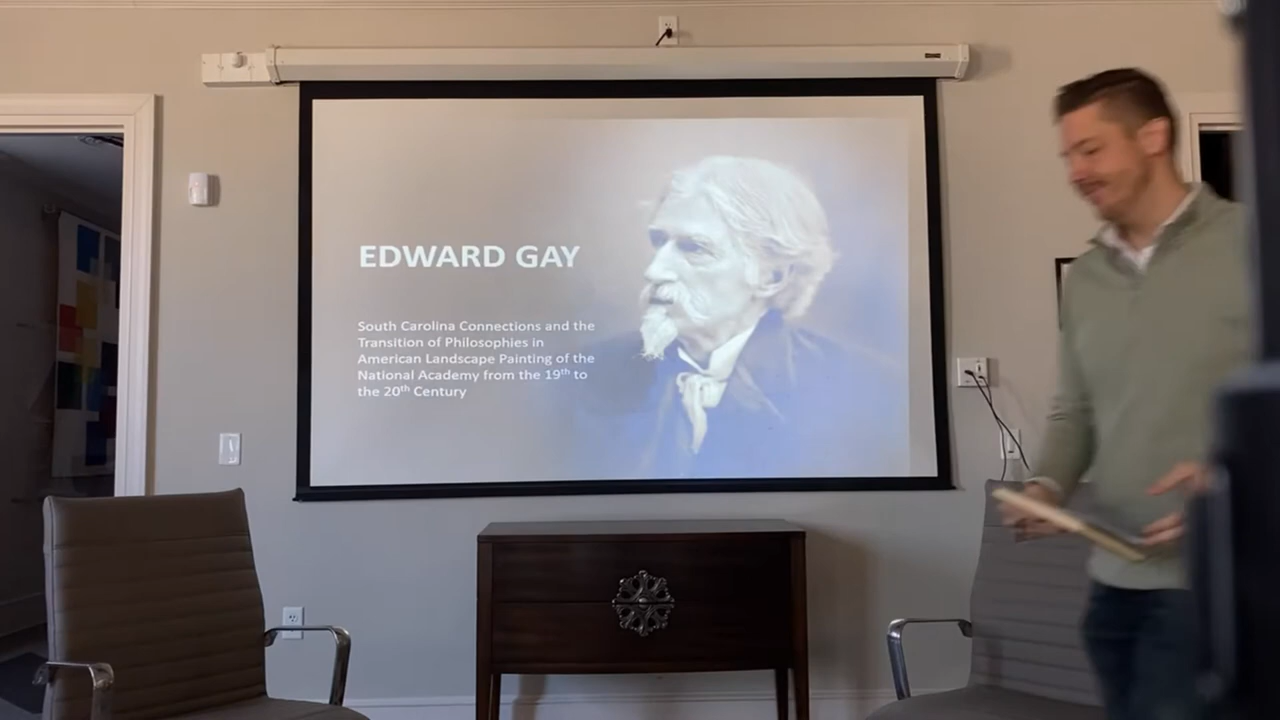 EDWARD GAY
South Carolina Connections and the
Transition of Philosophies in
American Landscape Painting of the
National Academy from the 19th to
the 20th Century